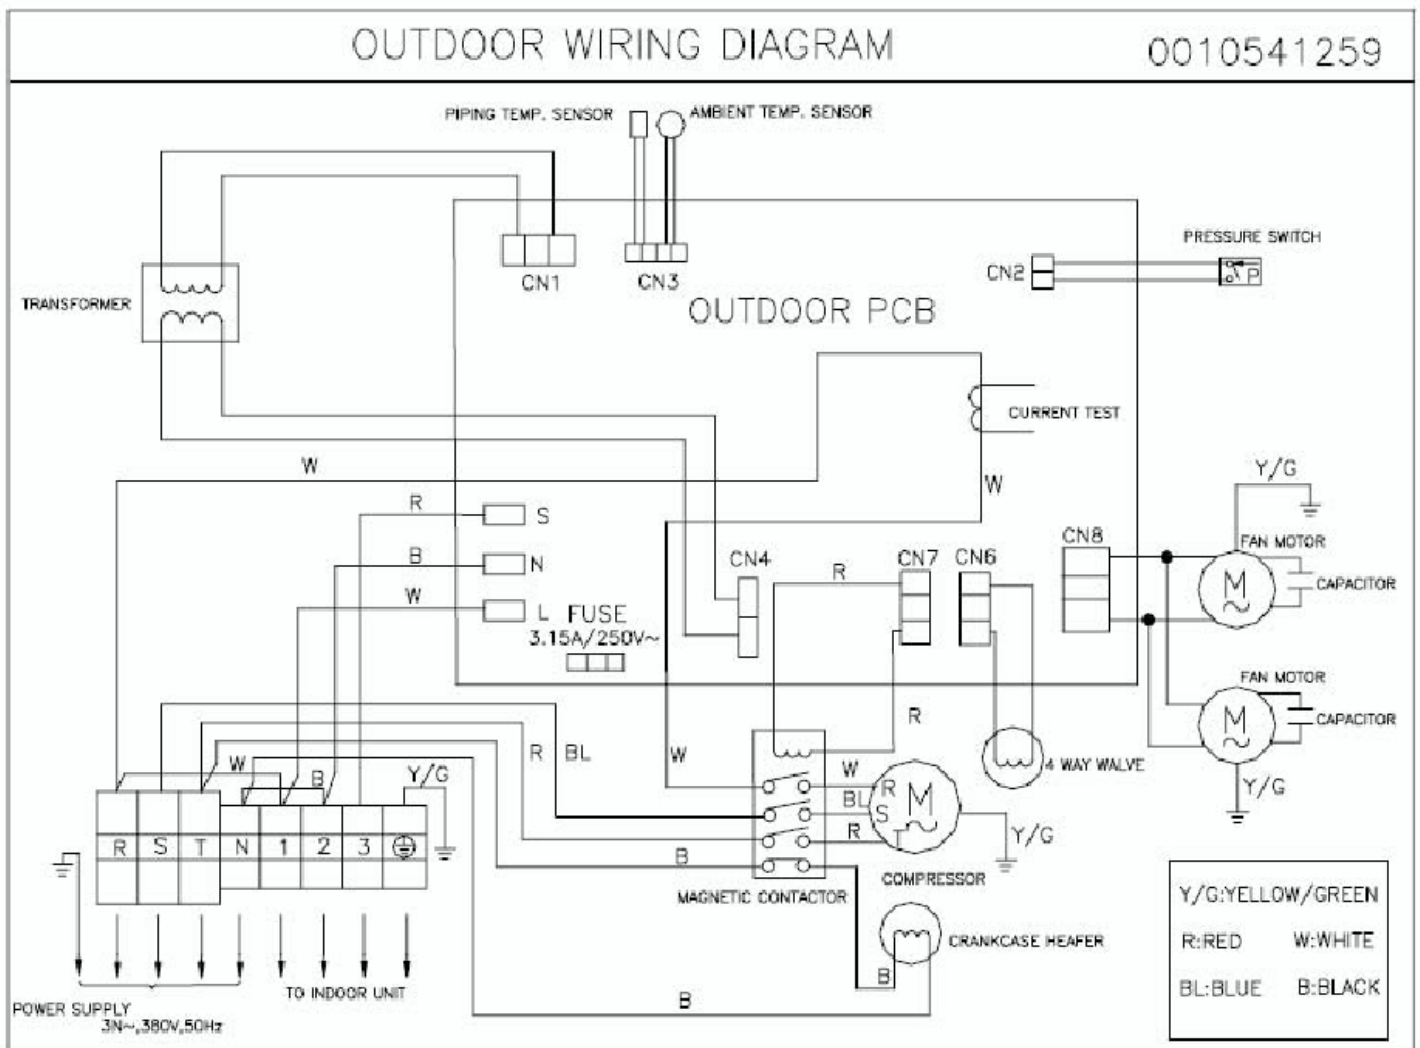 OUTDOOR WIRING DIAGRAM 0010541259
PIPING TEMP. SENSOR
AMBIENT TEMP. SENSOR
PRESSURE SWITCH
P
CN1
CN3
CN2
TRANSFORMER
OUTDOOR PCB
CURRENT TEST
W
W
Y/G
R
S
CN8
FAN MOTOR
B
N
CN4
CN7
CN6
R
M
CAPACITOR
W
L
FUSE
3.15A/250V~
FAN MOTOR
R
M
CAPACITOR
R
BL
W
4 WAY WALVE
W
B
Y/G
W
R
M
Y/G
BL
S
R
T
Y/G
R
S
T
N
1
2
3
B
MAGNETIC CONTACTOR
COMPRESSOR
CRANKCASE HEAFER
B
B
TO INDOOR UNIT
POWER SUPPLY
3N~,380V,50Hz
Y/G:YELLOW/GREEN
R:RED W:WHITE
BL:BLUE B:BLACK